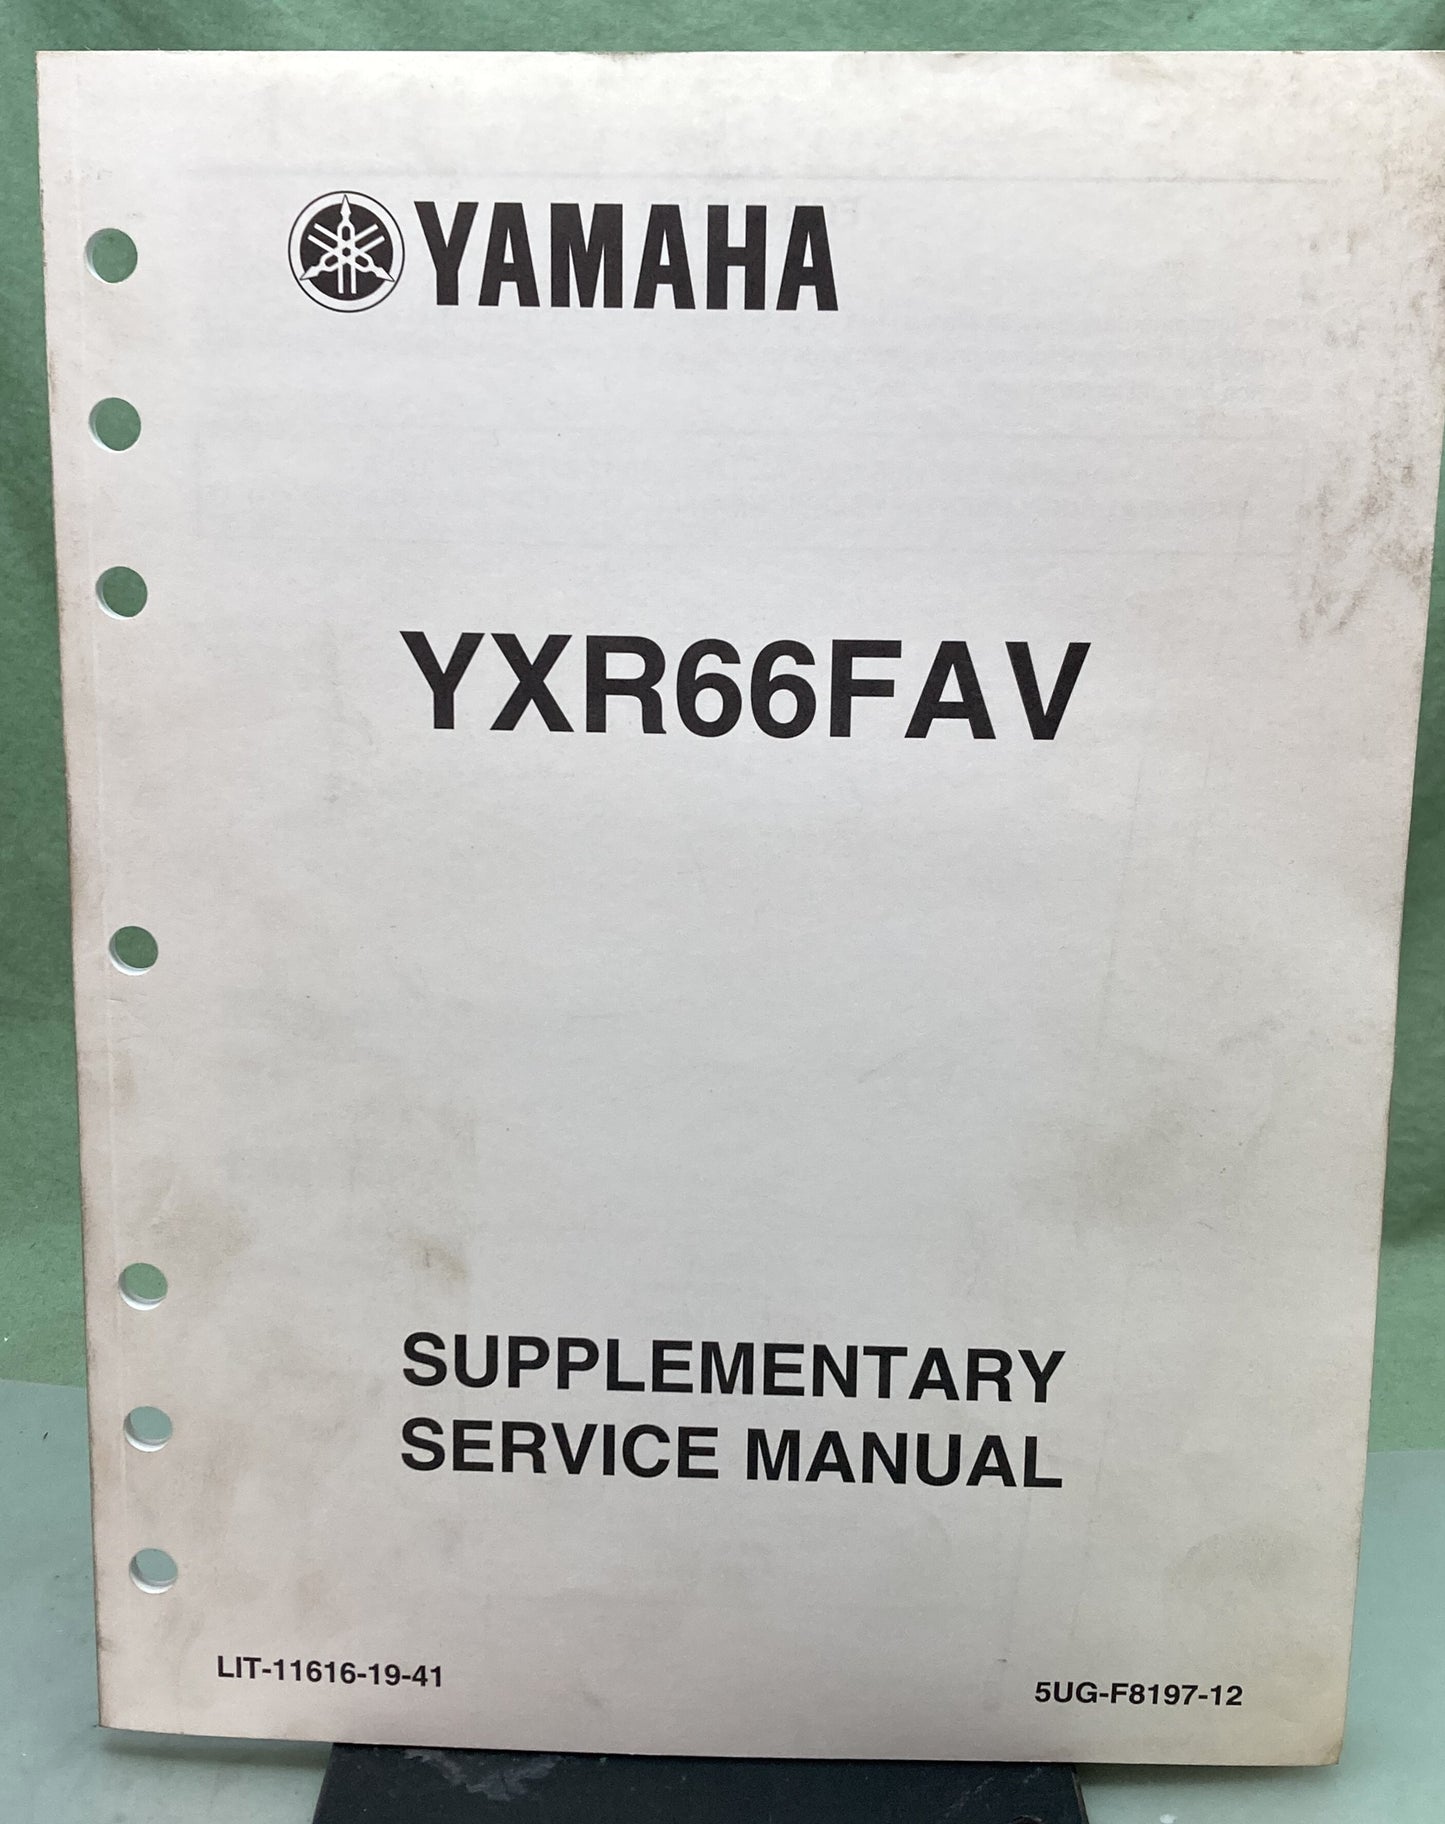 YAMAHA
YXR66FAV
SUPPLEMENTARY
SERVICE MANUAL
LIT-11616-19-41
5UG-F8197-12